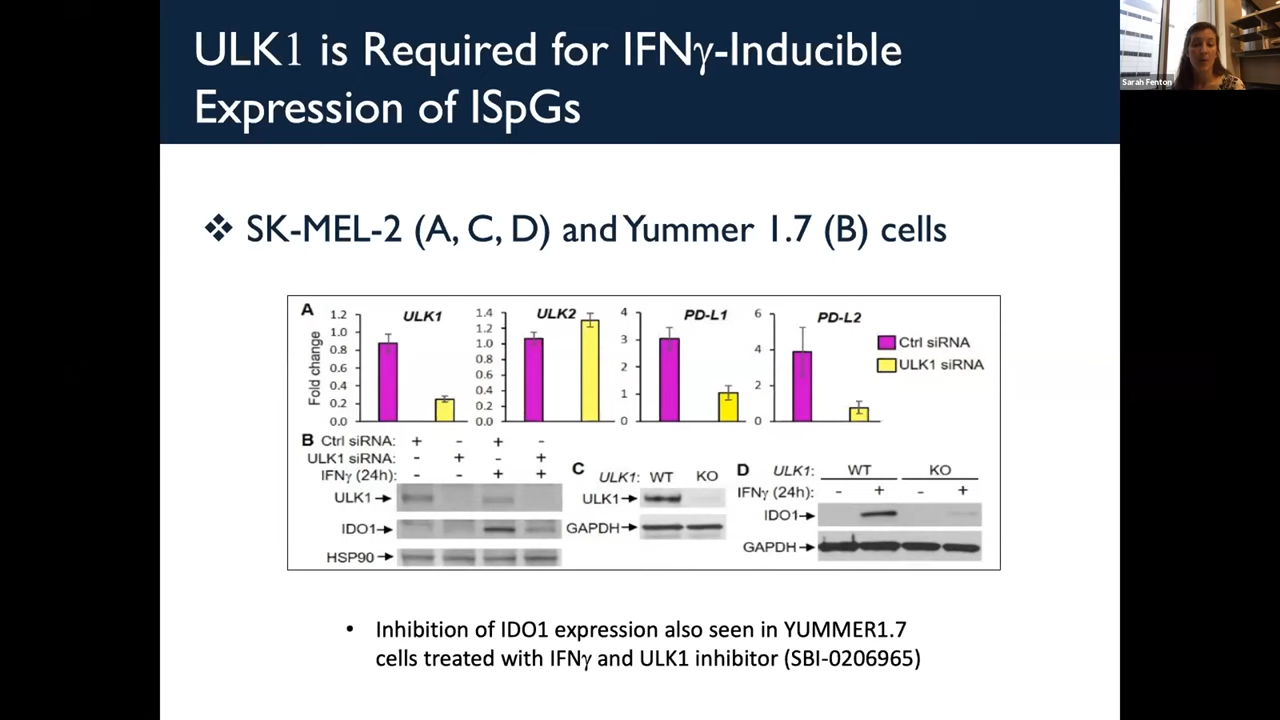 ULK1 is Required for IFNγ-Inducible
Expression of ISpGs
Sarah Fenton
❖ SK-MEL-2 (A, C, D) and Yummer 1.7 (B) cells
A
Fold change
1.2
1.0
0.8
0.6
0.4
0.2
0.0
ULK1
1.4
1.2
1.0
0.8
0.6
0.4
0.2
0.0
ULK2
4
3
2
1
0
PD-L1
6
4
2
0
PD-L2
Ctrl siRNA
ULK1 siRNA
B Ctrl siRNA: + - + -
ULK1 siRNA: - + - +
IFNγ (24h): - - + +
ULK1
IDO1
HSP90
C ULK1: WT KO
ULK1
GAPDH
D ULK1: WT KO
IFNγ (24h): - + - +
IDO1
GAPDH
• Inhibition of IDO1 expression also seen in YUMMER1.7
cells treated with IFNγ and ULK1 inhibitor (SBI-0206965)